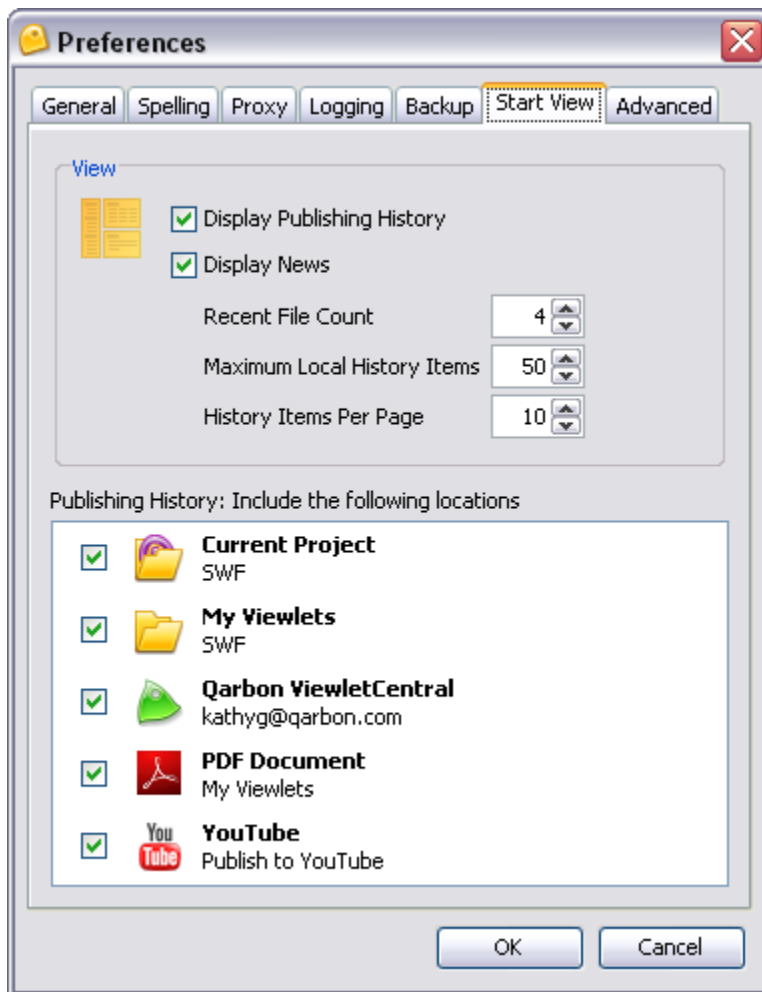 Preferences
General Spelling Proxy Logging Backup Start View Advanced
View
Display Publishing History
Display News
Recent File Count 4
Maximum Local History Items 50
History Items Per Page 10
Publishing History: Include the following locations
Current Project
SWF
My Viewlets
SWF
Qarbon ViewletCentral
kathyg@qarbon.com
PDF Document
My Viewlets
You
Tube
YouTube
Publish to YouTube
OK Cancel